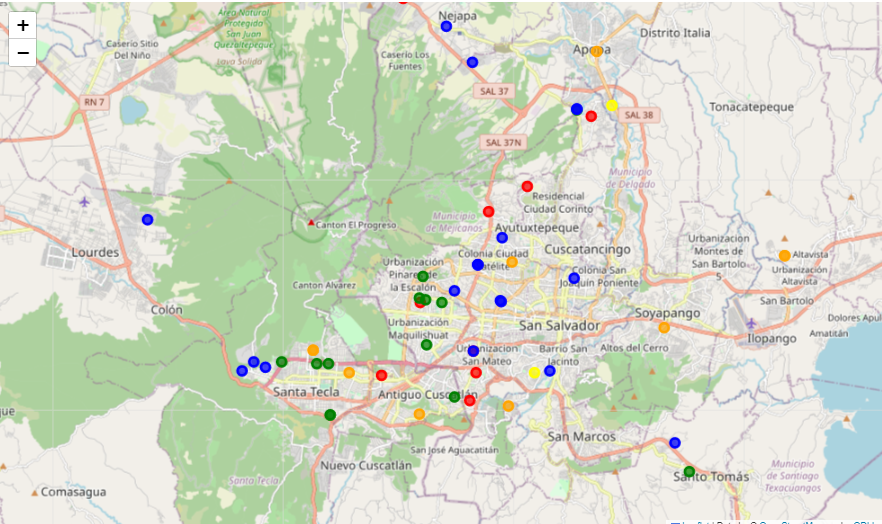 +
−
Nejapa
Área Natural
Protegida
San Juan
Quezaltepeque
Lava Sólida
Distrito Italia
Caserío Sitio
Del Niño
Caserío Los
Fuentes
Apopa
SAL 37
RN 7
Tonacatepeque
SAL 38
SAL 37N
Municipio
de Delgado
Residencial
Ciudad Corinto
Municipio
de Mejicanos
Canton El Progreso
Ayutuxtepeque
Cuscatancingo
Urbanización
Montes de
San Bartolo
5
Lourdes
Colonia Ciudad
Satélite
Altavista
Urbanización
Altavista
Urbanización
Pinares de
la Escalón
Colonia San
Joaquín Poniente
Canton Alvarez
San Bartolo
Colón
Soyapango
Dolores Apul
Urbanización
Maquilishuat
San Salvador
Ilopango
Amatitán
Urbanizacion
San Mateo
Barrio San
Jacinto
Altos del Cerro
Santa Tecla
Antiguo Cuscatlán
que
San Marcos
San José Aguacatitán
Nuevo Cuscatlán
Santa Tecla
Santo Tomás
Municipio
de Santiago
Texacuangos
Comasagua